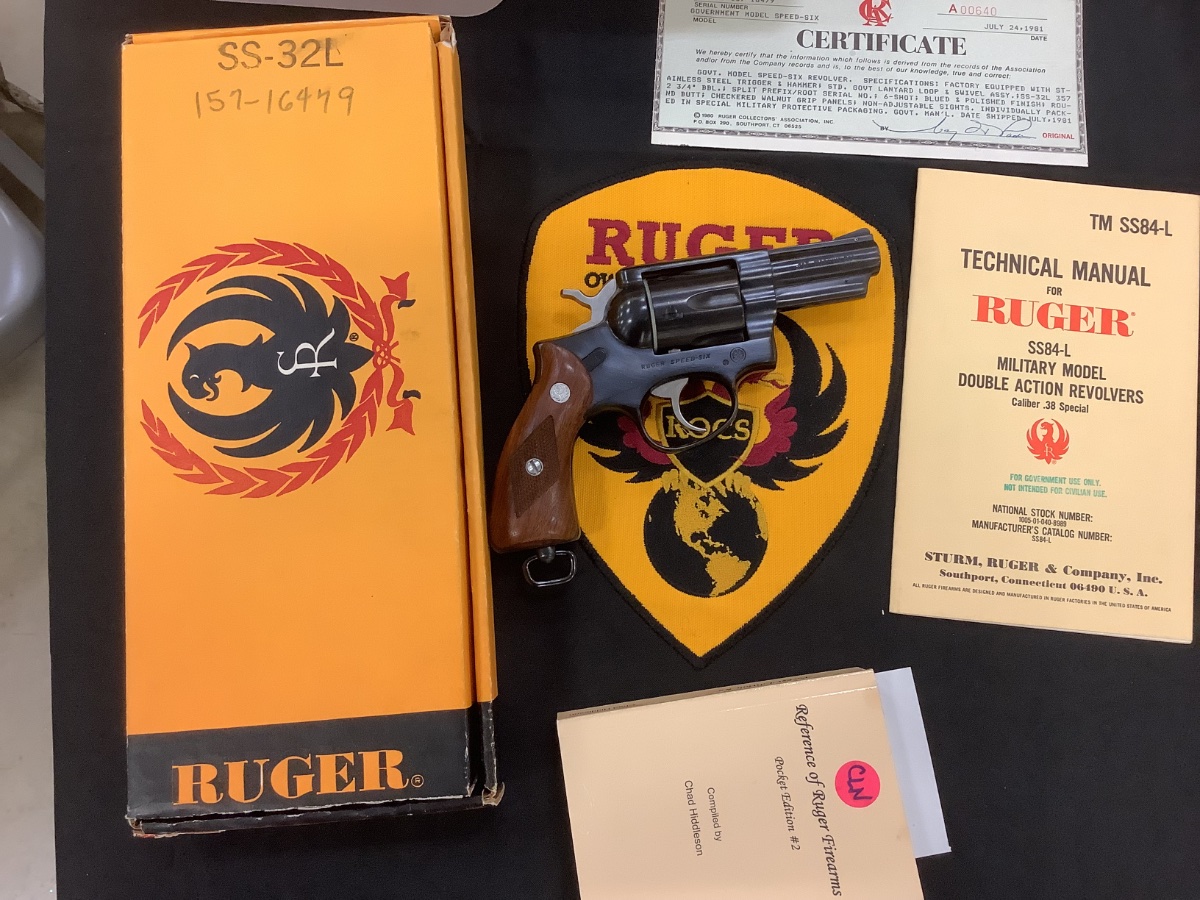 SS-32L
157-16479
SR
®
RUGER®
SERIAL NUMBER
GOVERNMENT MODEL SPEED-SIX
MODEL
A 00640
JULY 24,1981
DATE
CERTIFICATE
We hereby certify that the information which follows is derived from the records of the Association
and/or from the Company records and is, to the best of our knowledge, true and correct:
GOVT. MODEL SPEED-SIX REVOLVER. SPECIFICATIONS: FACTORY EQUIPPED WITH ST-
AINLESS STEEL TRIGGER & HAMMER; STD. GOVT LANYARD LOOP & SWIVEL ASSY.;SS-32L 357
2 3/4" BBL.; SPLIT PREFIX/ROOT SERIAL NO.; 6-SHOT; BLUED & POLISHED FINISH; ROU-
ND BUTT; CHECKERED WALNUT GRIP PANELS; NON-ADJUSTABLE SIGHTS, INDIVIDUALLY PACK-
ED IN SPECIAL MILITARY PROTECTIVE PACKAGING. GOVT. MAN'L. DATE SHIPPED-JULY,1981
© 1980 RUGER COLLECTORS' ASSOCIATION, INC.
P.O. BOX 290, SOUTHPORT, CT 06525
BY
ORIGINAL
RUGER
RUGER SPEED-SIX
ROCS
TM SS84-L
TECHNICAL MANUAL
FOR
RUGER®
SS84-L
MILITARY MODEL
DOUBLE ACTION REVOLVERS
Caliber .38 Special
FOR GOVERNMENT USE ONLY.
NOT INTENDED FOR CIVILIAN USE.
NATIONAL STOCK NUMBER:
1005-01-040-8989
MANUFACTURER'S CATALOG NUMBER:
SS84-L
STURM, RUGER & Company, Inc.
Southport, Connecticut 06490 U. S. A.
ALL RUGER FIREARMS ARE DESIGNED AND MANUFACTURED IN RUGER FACTORIES IN THE UNITED STATES OF AMERICA
Reference of Ruger Firearms
Pocket Edition #2
Compiled by
Chad Hiddleson
CLN